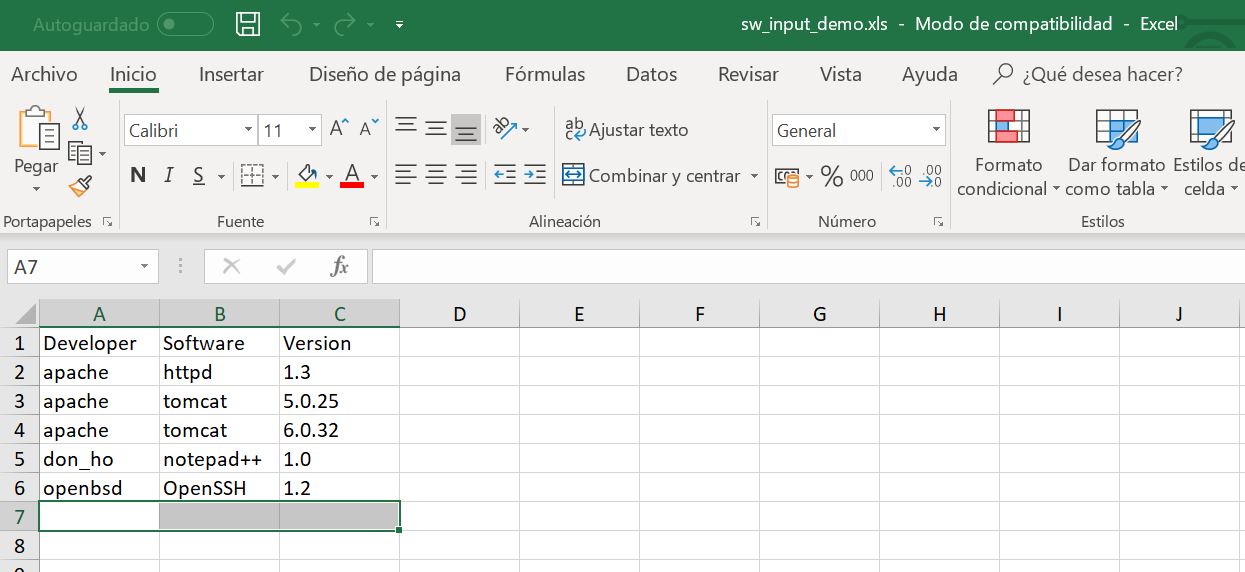 Autoguardado
sw_input_demo.xls - Modo de compatibilidad - Excel
Archivo Inicio Insertar Diseño de página Fórmulas Datos Revisar Vista Ayuda ¿Qué desea hacer?
Pegar
Portapapeles
Calibri 11
N K S
Fuente
ab Ajustar texto
Combinar y centrar
Alineación
General
% 000 ,00 ,00
Número
Formato condicional
Dar formato como tabla
Estilos de celda
Estilos
A7 fx
A B C D E F G H I J
1 Developer Software Version
2 apache httpd 1.3
3 apache tomcat 5.0.25
4 apache tomcat 6.0.32
5 don_ho notepad++ 1.0
6 openbsd OpenSSH 1.2
7
8